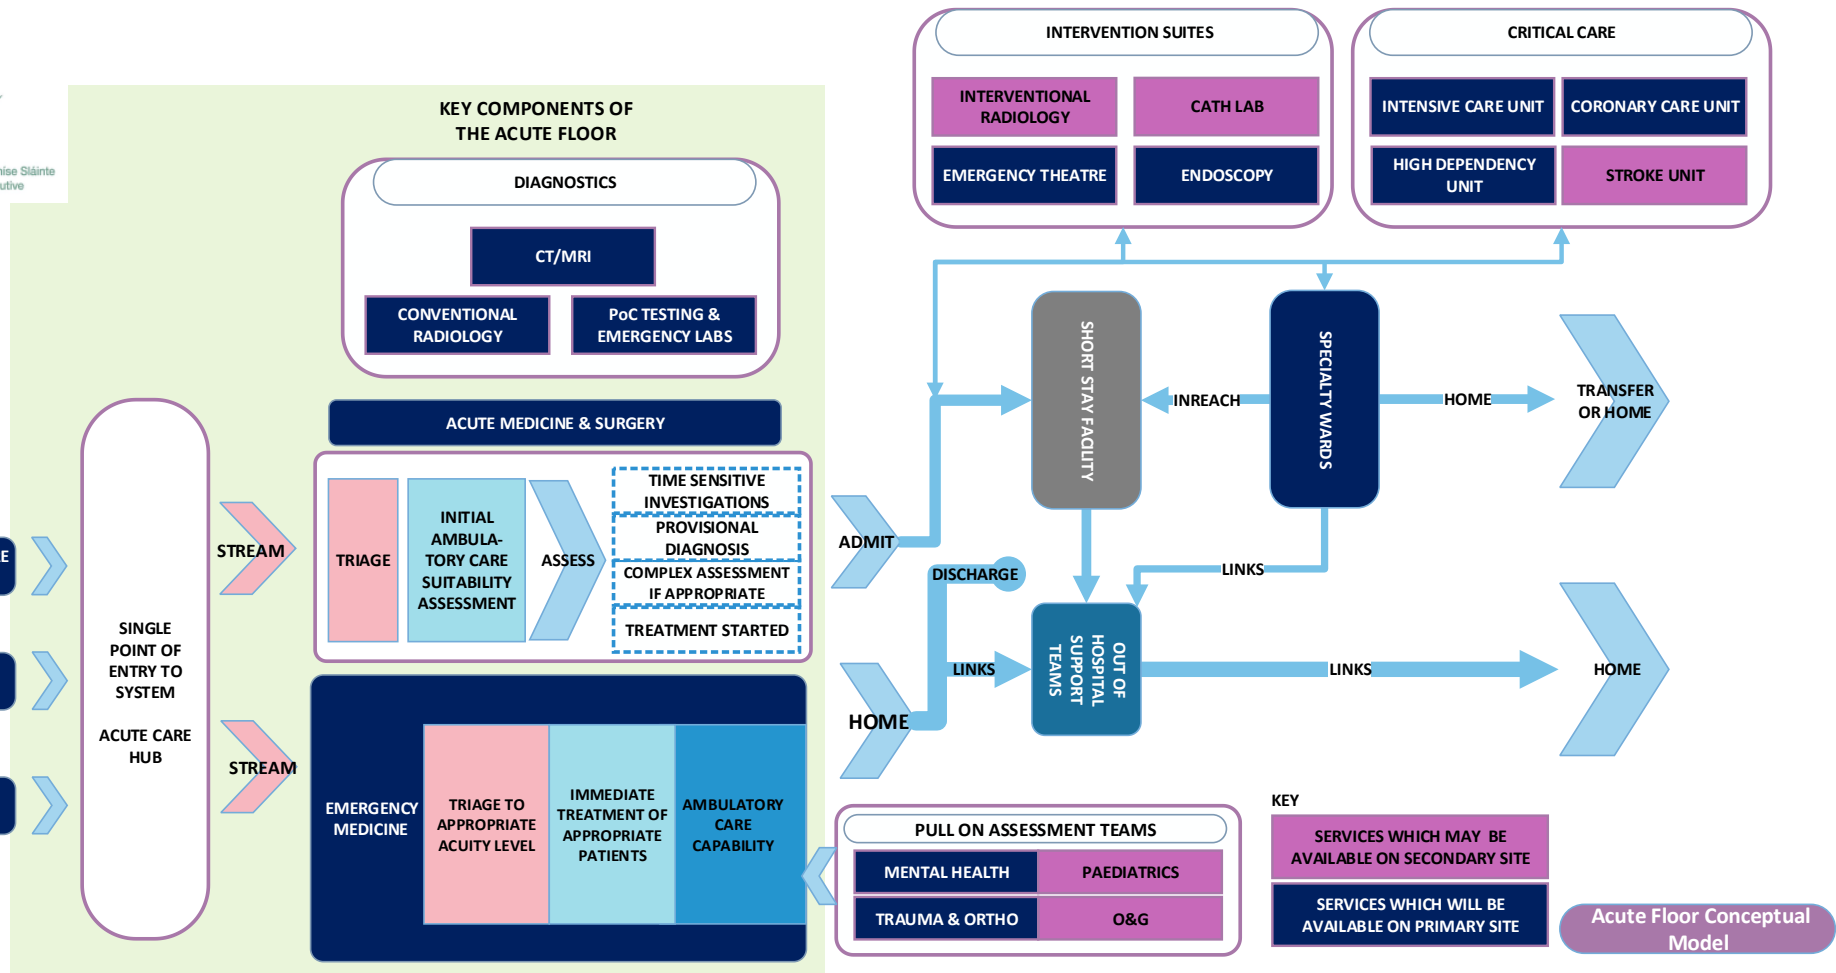 INTERVENTION SUITES
INTERVENTIONAL
RADIOLOGY
CATH LAB
EMERGENCY THEATRE
ENDOSCOPY
CRITICAL CARE
INTENSIVE CARE UNIT
CORONARY CARE UNIT
HIGH DEPENDENCY
UNIT
STROKE UNIT
Sláinte
KEY COMPONENTS OF
THE ACUTE FLOOR
DIAGNOSTICS
CT/MRI
CONVENTIONAL
RADIOLOGY
PoC TESTING &
EMERGENCY LABS
ACUTE MEDICINE & SURGERY
SINGLE
POINT OF
ENTRY TO
SYSTEM
ACUTE CARE
HUB
STREAM
TRIAGE
INITIAL
AMBULA-
TORY CARE
SUITABILITY
ASSESSMENT
ASSESS
TIME SENSITIVE
INVESTIGATIONS
PROVISIONAL
DIAGNOSIS
COMPLEX ASSESSMENT
IF APPROPRIATE
TREATMENT STARTED
STREAM
EMERGENCY
MEDICINE
TRIAGE TO
APPROPRIATE
ACUITY LEVEL
IMMEDIATE
TREATMENT OF
APPROPRIATE
PATIENTS
AMBULATORY
CARE
CAPABILITY
ADMIT
DISCHARGE
HOME
LINKS
SHORT STAY FACILITY
INREACH
SPECIALTY WARDS
HOME
TRANSFER
OR HOME
LINKS
OUT OF
HOSPITAL
SUPPORT
TEAMS
LINKS
HOME
PULL ON ASSESSMENT TEAMS
MENTAL HEALTH
PAEDIATRICS
TRAUMA & ORTHO
O&G
KEY
SERVICES WHICH MAY BE
AVAILABLE ON SECONDARY SITE
SERVICES WHICH WILL BE
AVAILABLE ON PRIMARY SITE
Acute Floor Conceptual
Model